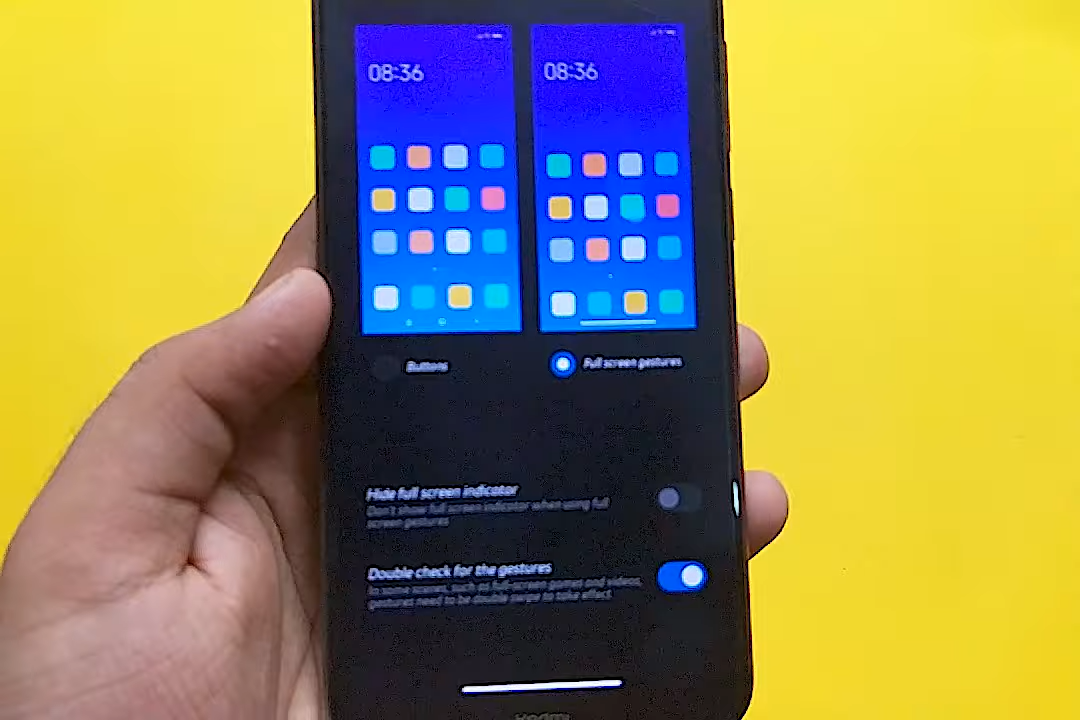 08:36
08:36
Buttons
Full screen gestures
Hide full screen indicator
Don't show full screen indicator when using full
screen gestures
Double check for the gestures
In some scenes, such as full-screen games and videos,
gestures need to be double swipe to take effect
Redmi